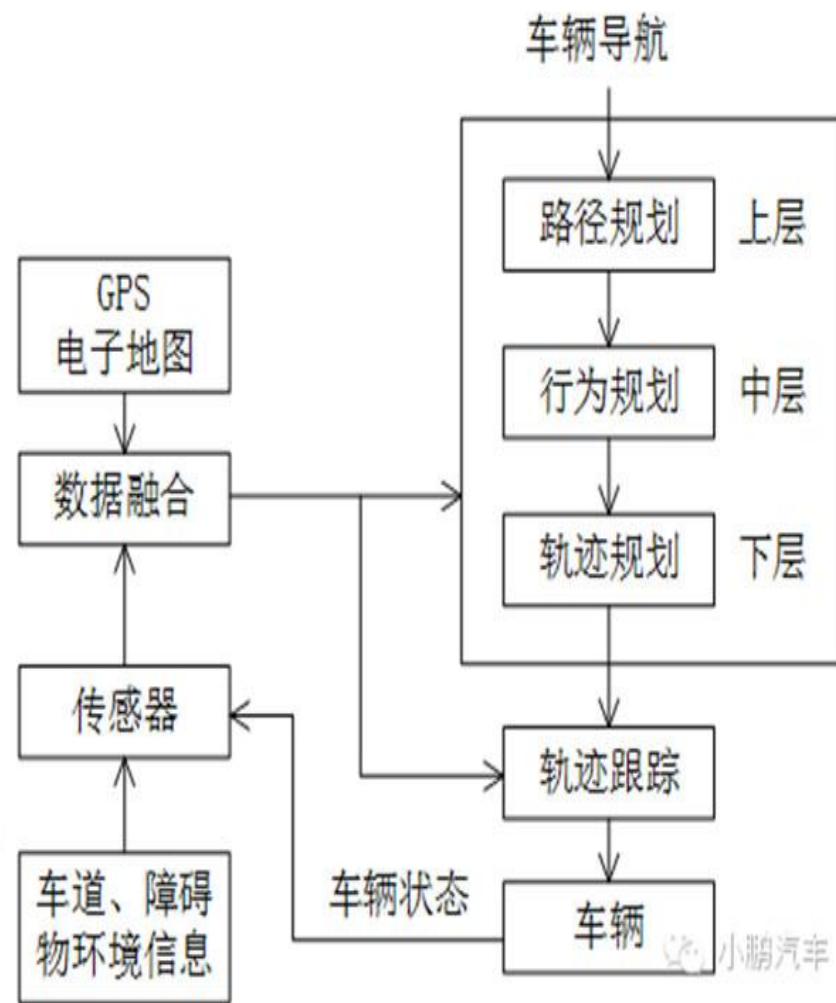 车辆导航
路径规划
上层
GPS
电子地图
行为规划
中层
数据融合
轨迹规划
下层
传感器
轨迹跟踪
车道、障碍
物环境信息
车辆状态
车辆
小鹏汽车